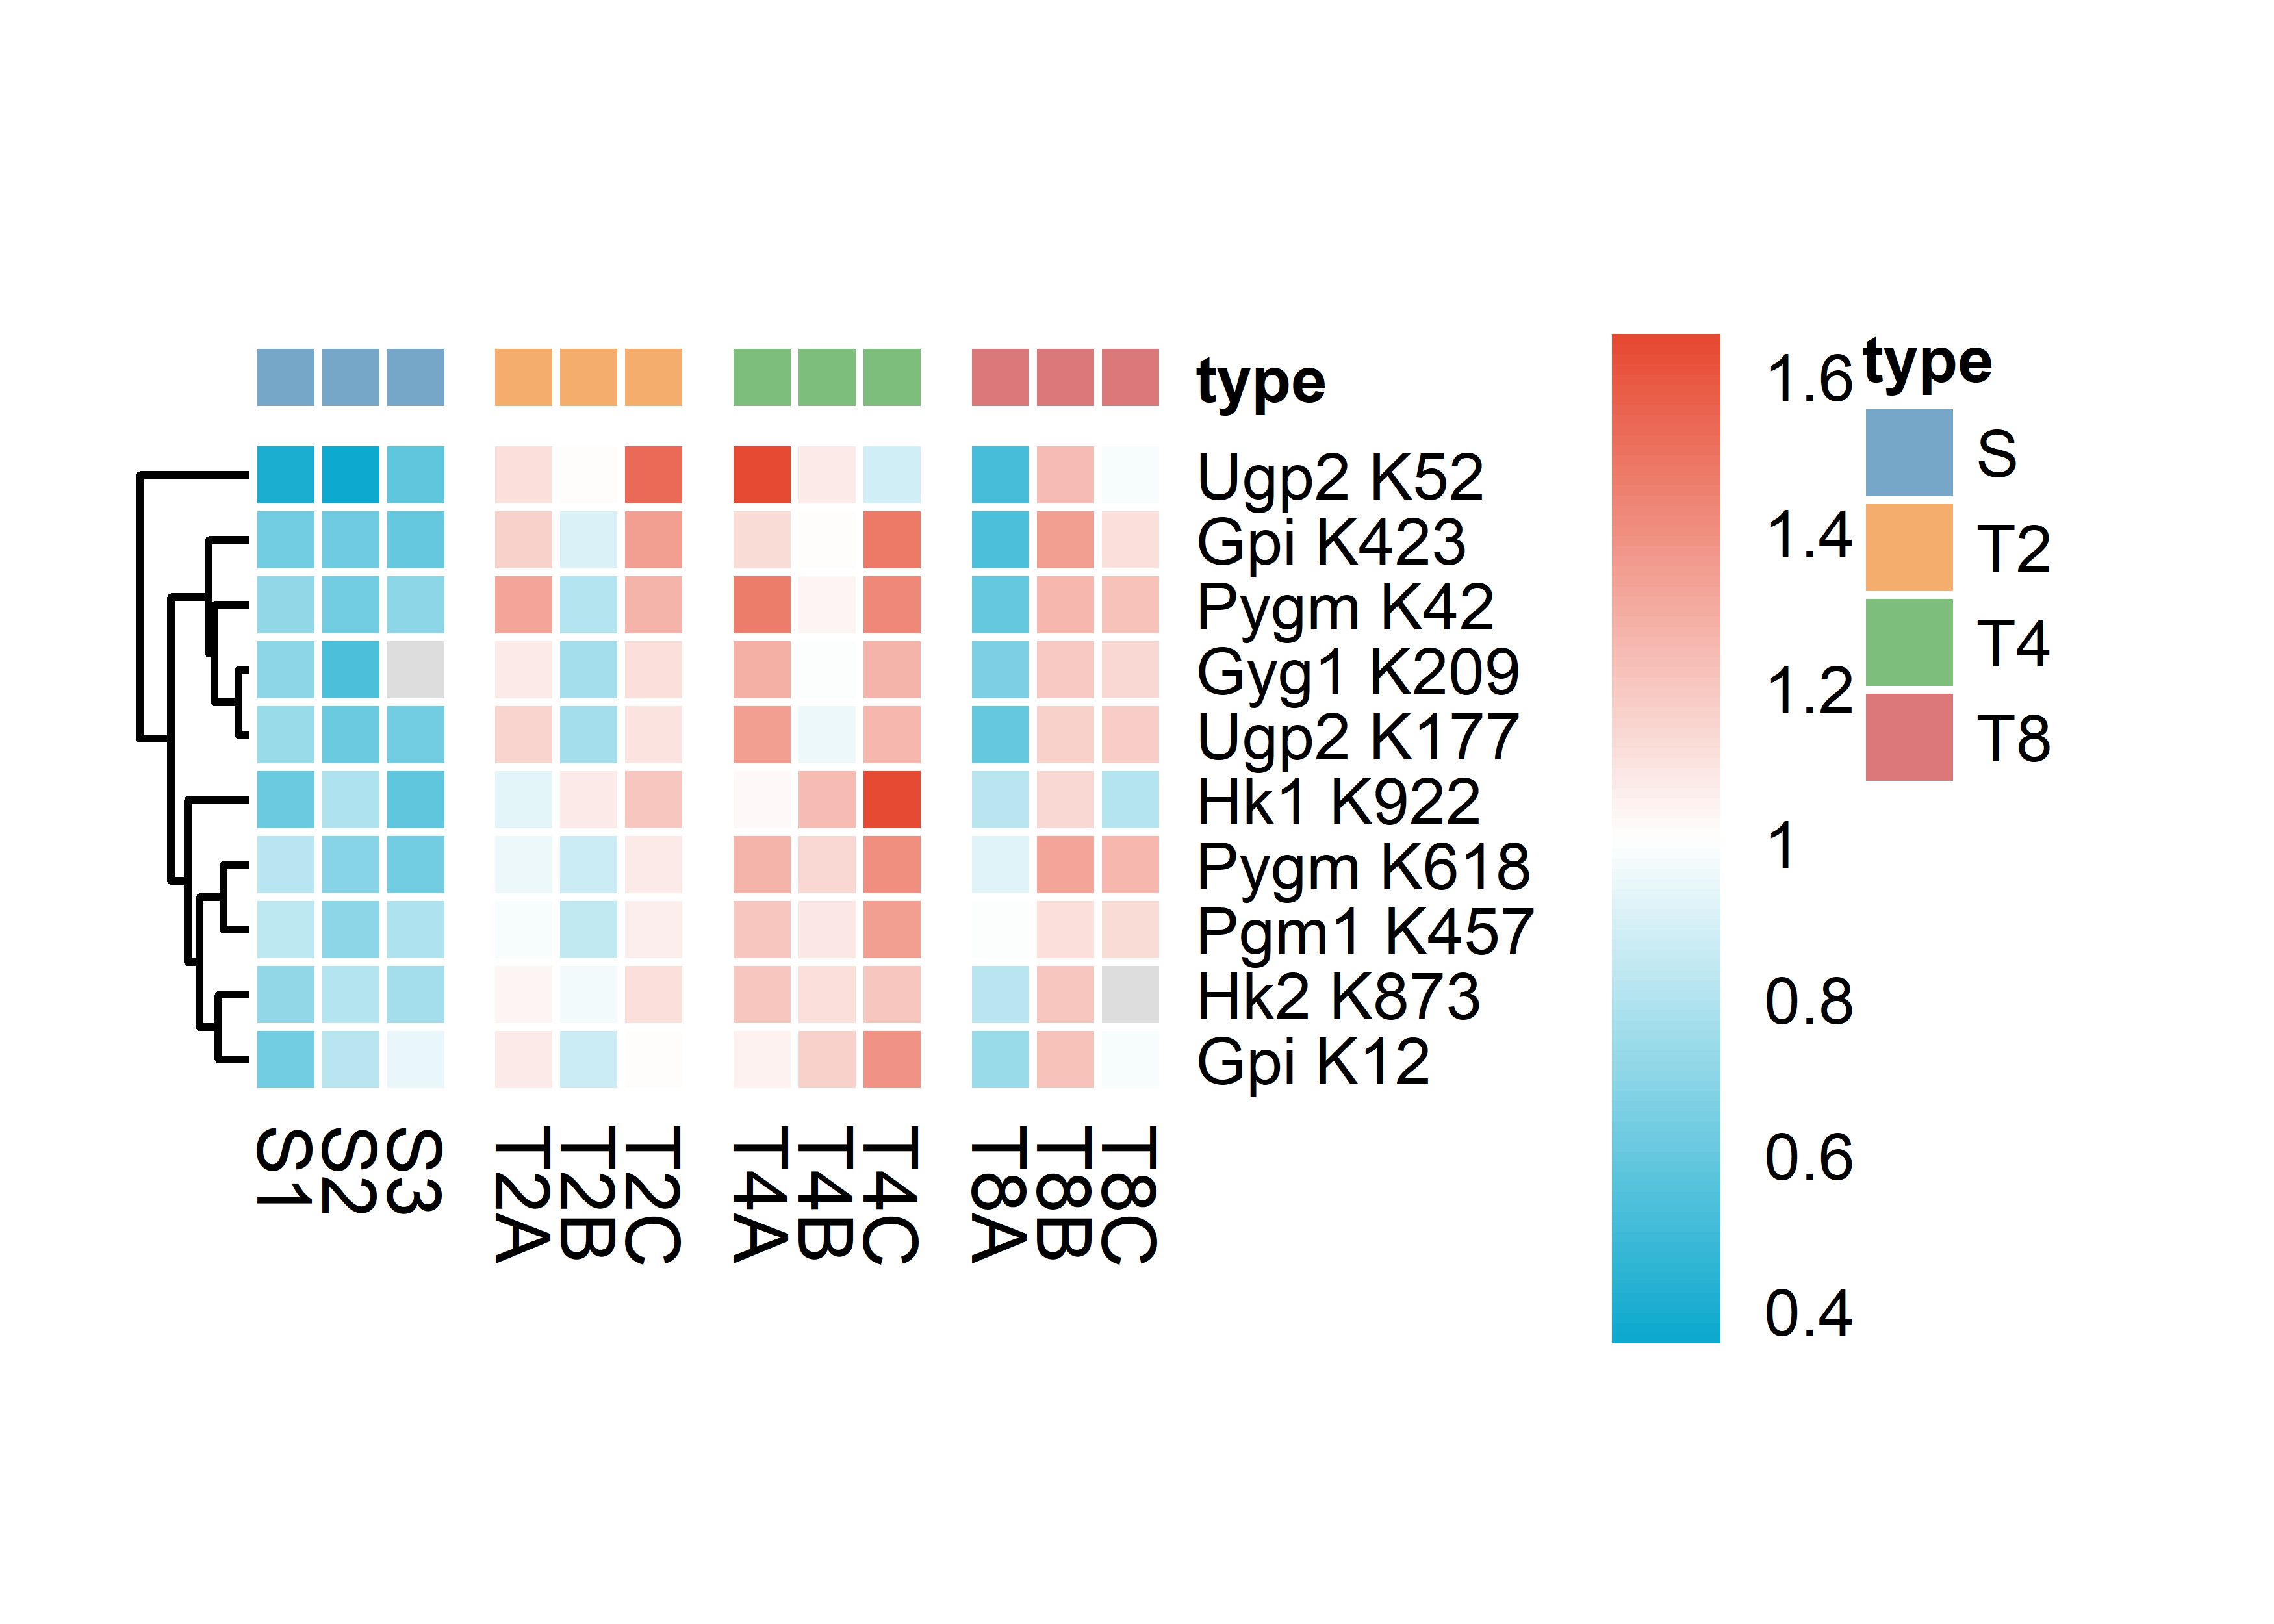 type
Ugp2 K52
Gpi K423
Pygm K42
Gyg1 K209
Ugp2 K177
Hk1 K922
Pygm K618
Pgm1 K457
Hk2 K873
Gpi K12
S1
S2
S3
T2A
T2B
T2C
T4A
T4B
T4C
T8A
T8B
T8C
1.6
1.4
1.2
1
0.8
0.6
0.4
type
S
T2
T4
T8